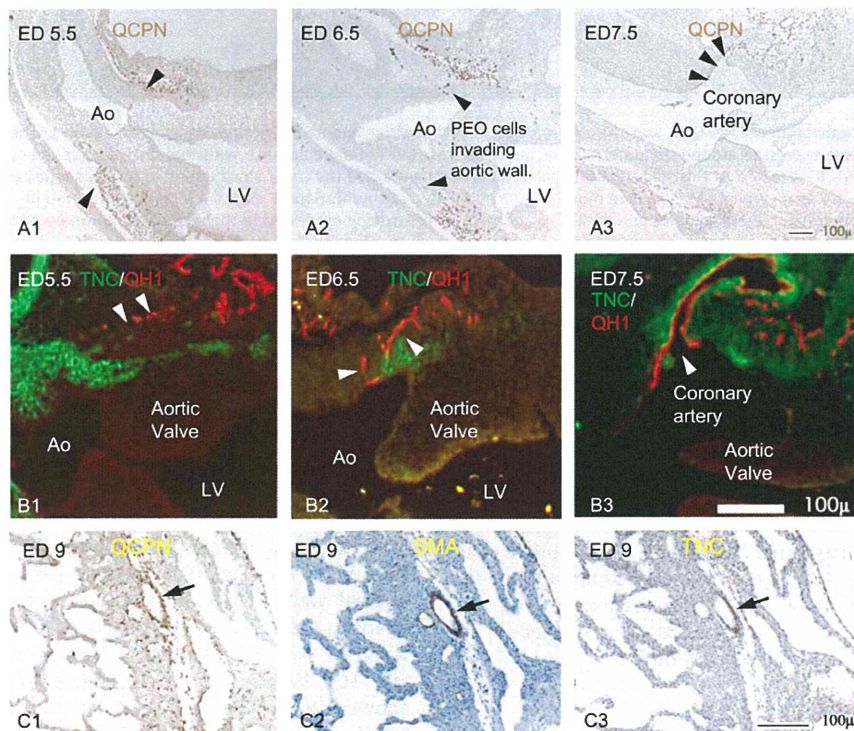 ED 5.5 QCPN
Ao
LV
A1
ED 6.5 QCPN
Ao
PEO cells
invading
aortic wall.
LV
A2
ED7.5 QCPN
Coronary
artery
Ao
LV
100μ
A3
ED5.5 TNC/QH1
Aortic
Valve
Ao
LV
B1
ED6.5 TNC/QH1
Aortic
Valve
Ao
LV
B2
ED7.5
TNC/
QH1
Coronary
artery
Aortic
Valve
100μ
B3
ED 9 QCPN
C1
ED 9 SMA
C2
ED 9 TNC
100μ
C3